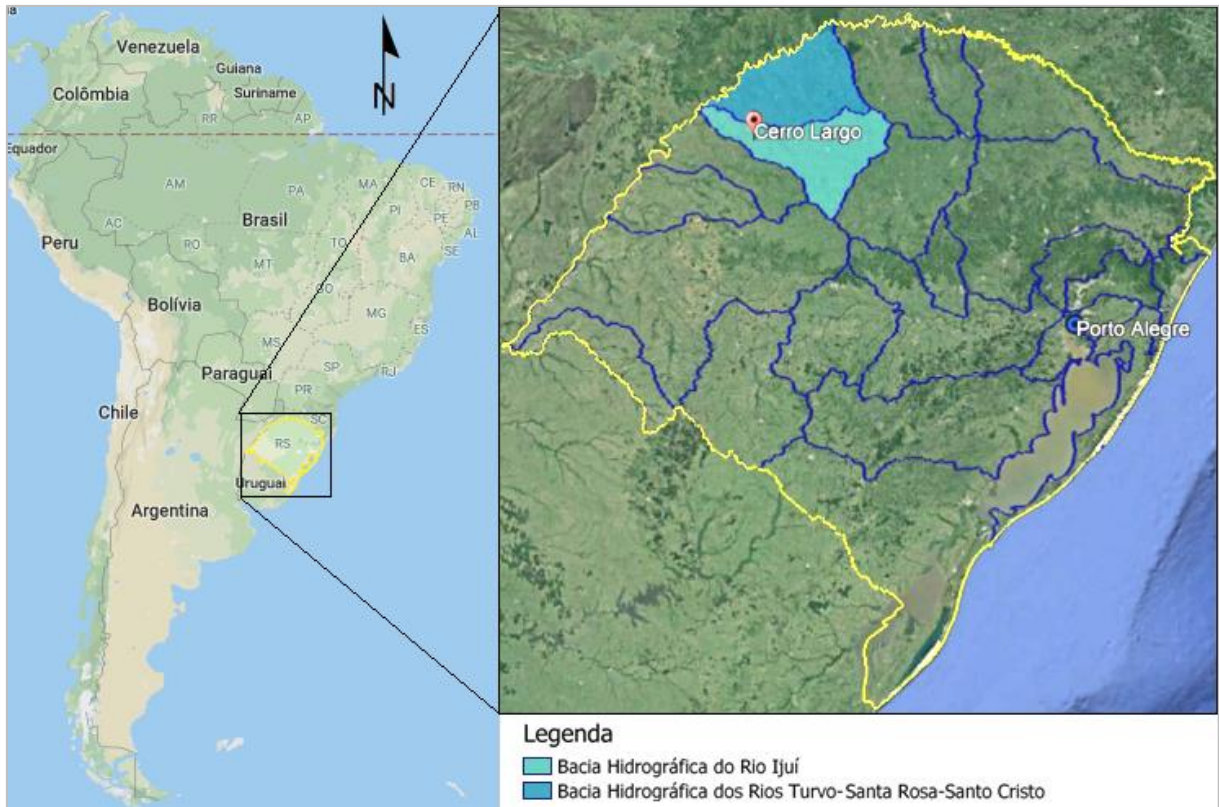 Venezuela
Guiana
Suriname
Colômbia
RR
AP
Equador
AM
PA
MA
CE
RN
PB
PI
PE
AL
SE
AC
Brasil
TO
RO
BA
Peru
MT
GO
Bolívia
MG
ES
MS
SP
RJ
Paraguai
PR
Chile
SC
RS
Uruguai
Argentina
N
Cerro Largo
Porto Alegre
Legenda
Bacia Hidrográfica do Rio Ijuí
Bacia Hidrográfica dos Rios Turvo-Santa Rosa-Santo Cristo